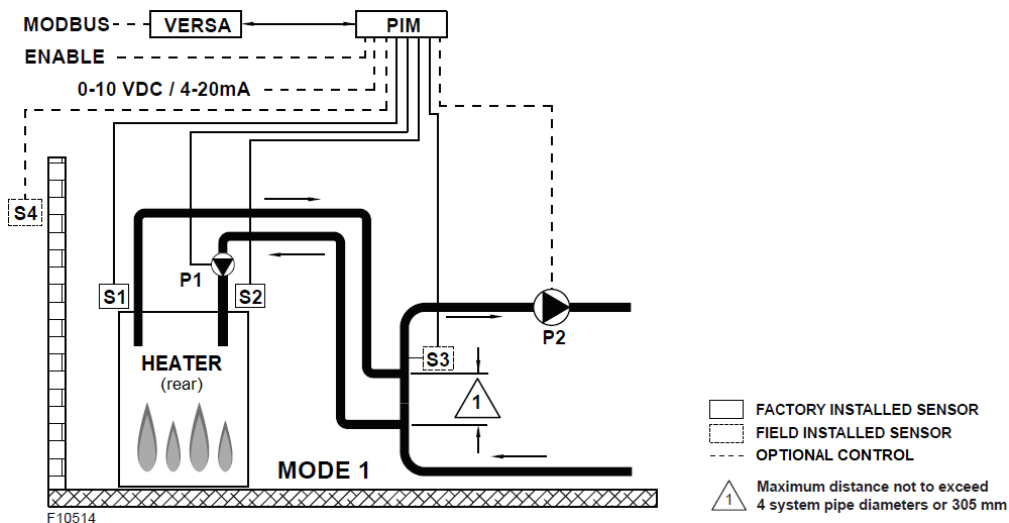 MODBUS
VERSA
PIM
ENABLE
0-10 VDC / 4-20mA
S4
P1
S1
S2
P2
S3
HEATER
(rear)
1
MODE 1
FACTORY INSTALLED SENSOR
FIELD INSTALLED SENSOR
OPTIONAL CONTROL
1
Maximum distance not to exceed
4 system pipe diameters or 305 mm
F10514